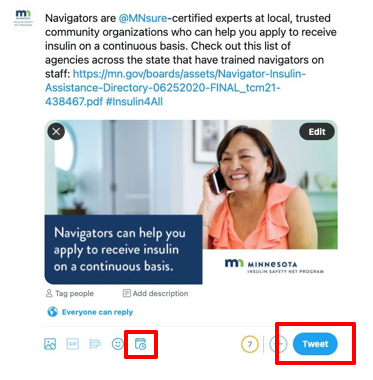 Navigators are @MNsure-certified experts at local, trusted
community organizations who can help you apply to receive
insulin on a continuous basis. Check out this list of
agencies across the state that have trained navigators on
staff: https://mn.gov/boards/assets/Navigator-Insulin-
Assistance-Directory-06252020-FINAL_tcm21-
438467.pdf #Insulin4All
Edit
Navigators can help you
apply to receive insulin
on a continuous basis.
mn MINNESOTA
INSULIN SAFETY NET PROGRAM
Tag people Add description
Everyone can reply
GIF 7 Tweet